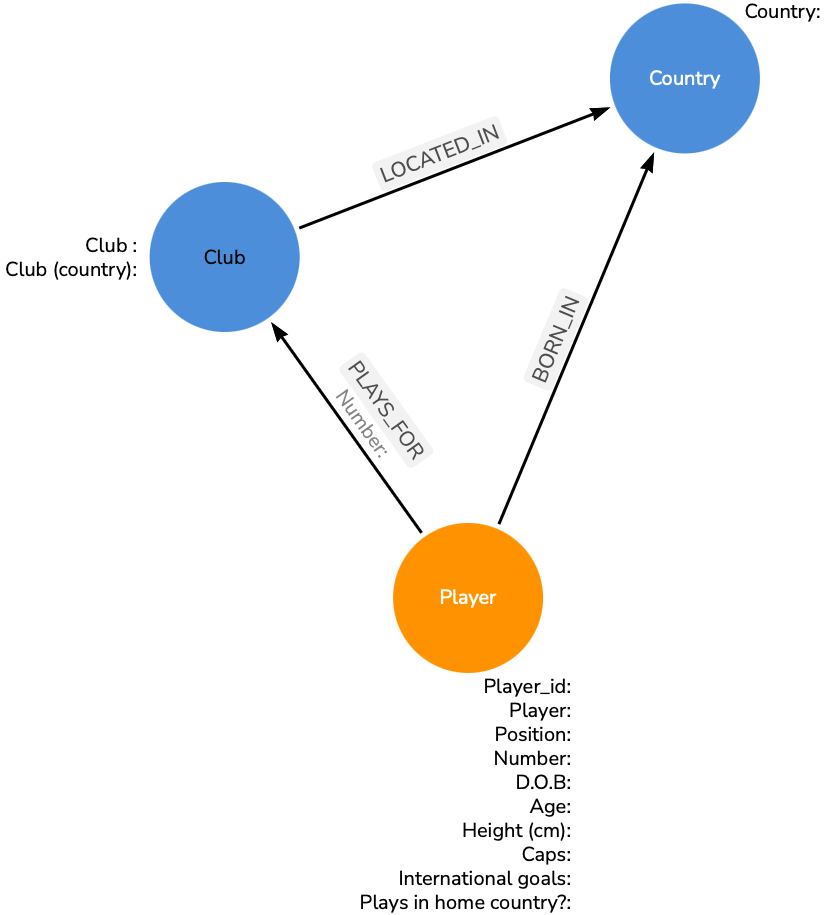 Country:
Country
LOCATED_IN
Club :
Club (country):
Club
BORN_IN
PLAYS_FOR
Number:
Player
Player_id:
Player:
Position:
Number:
D.O.B:
Age:
Height (cm):
Caps:
International goals:
Plays in home country?: